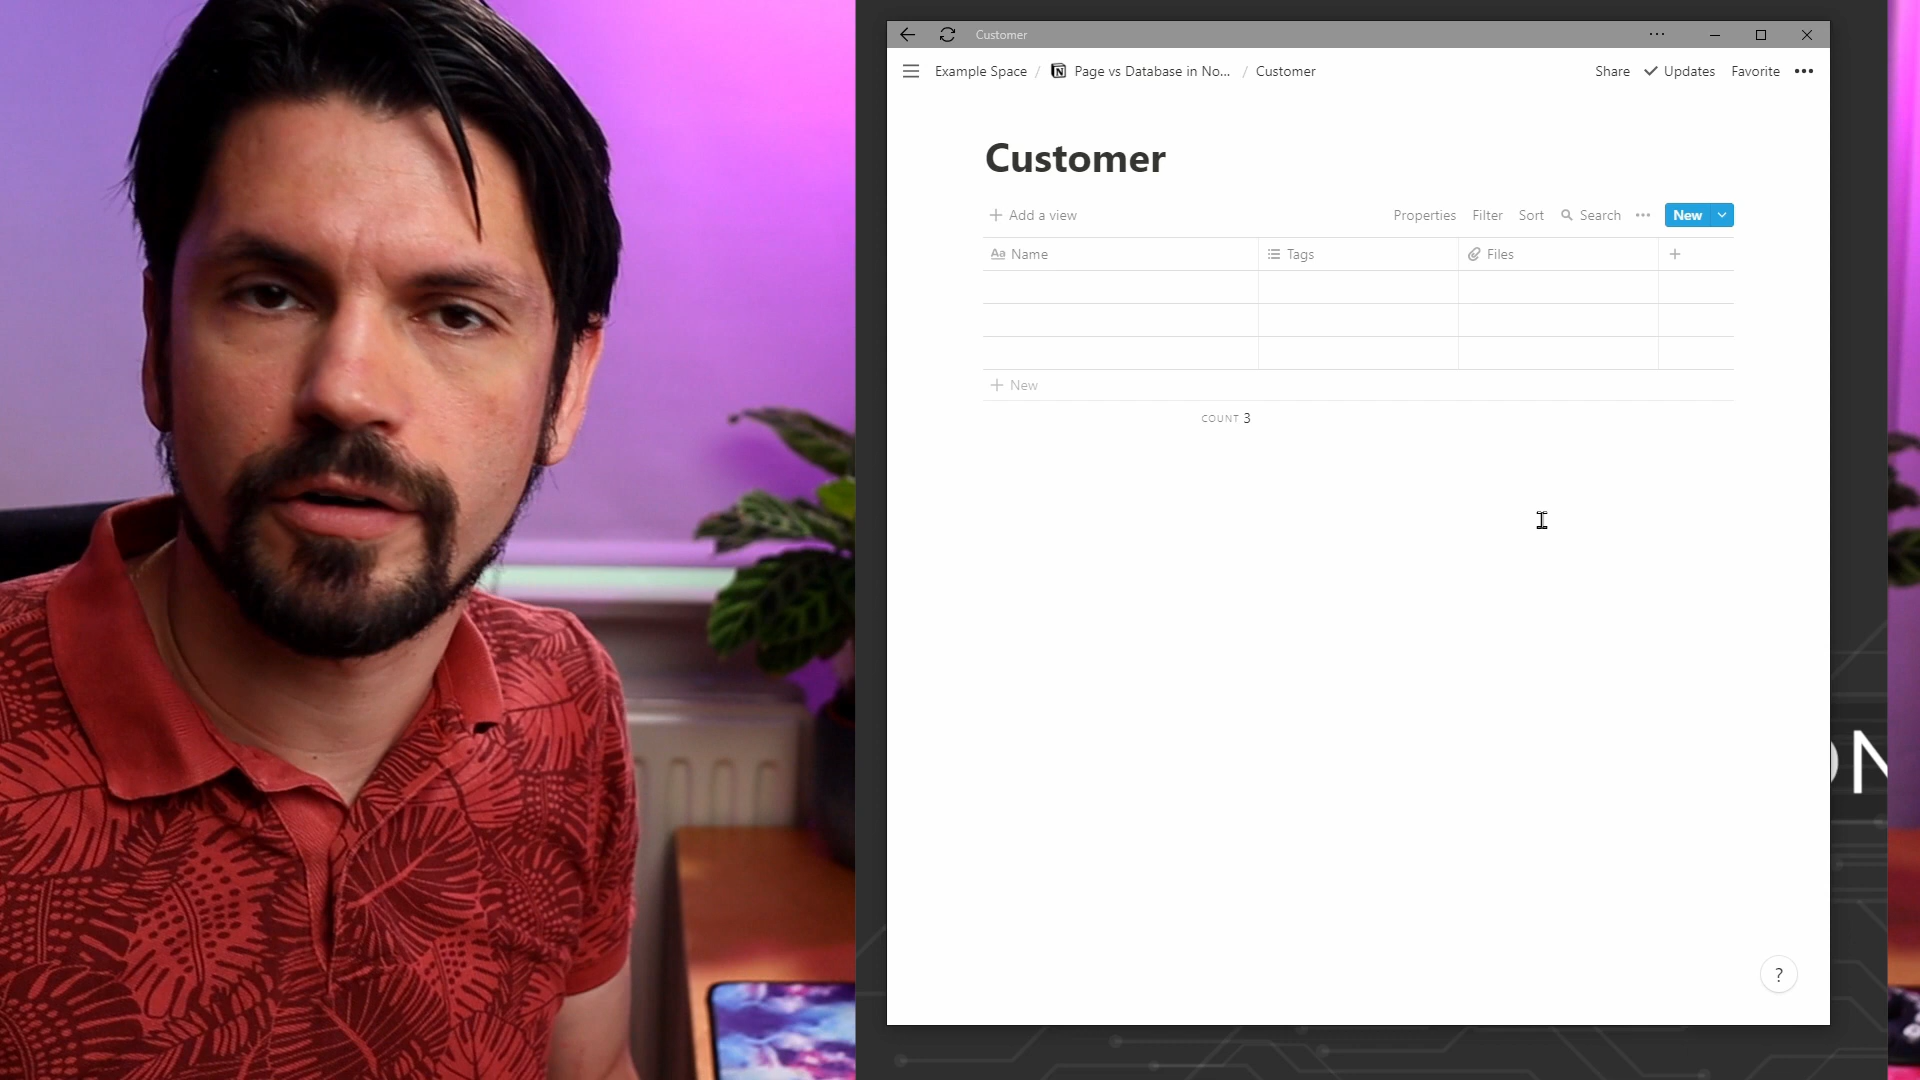 Customer
Example Space / Page vs Database in No... / Customer
Share Updates Favorite •••
Customer
+ Add a view Properties Filter Sort Search ••• New
Aa Name Tags Files +
+ New
COUNT 3
?